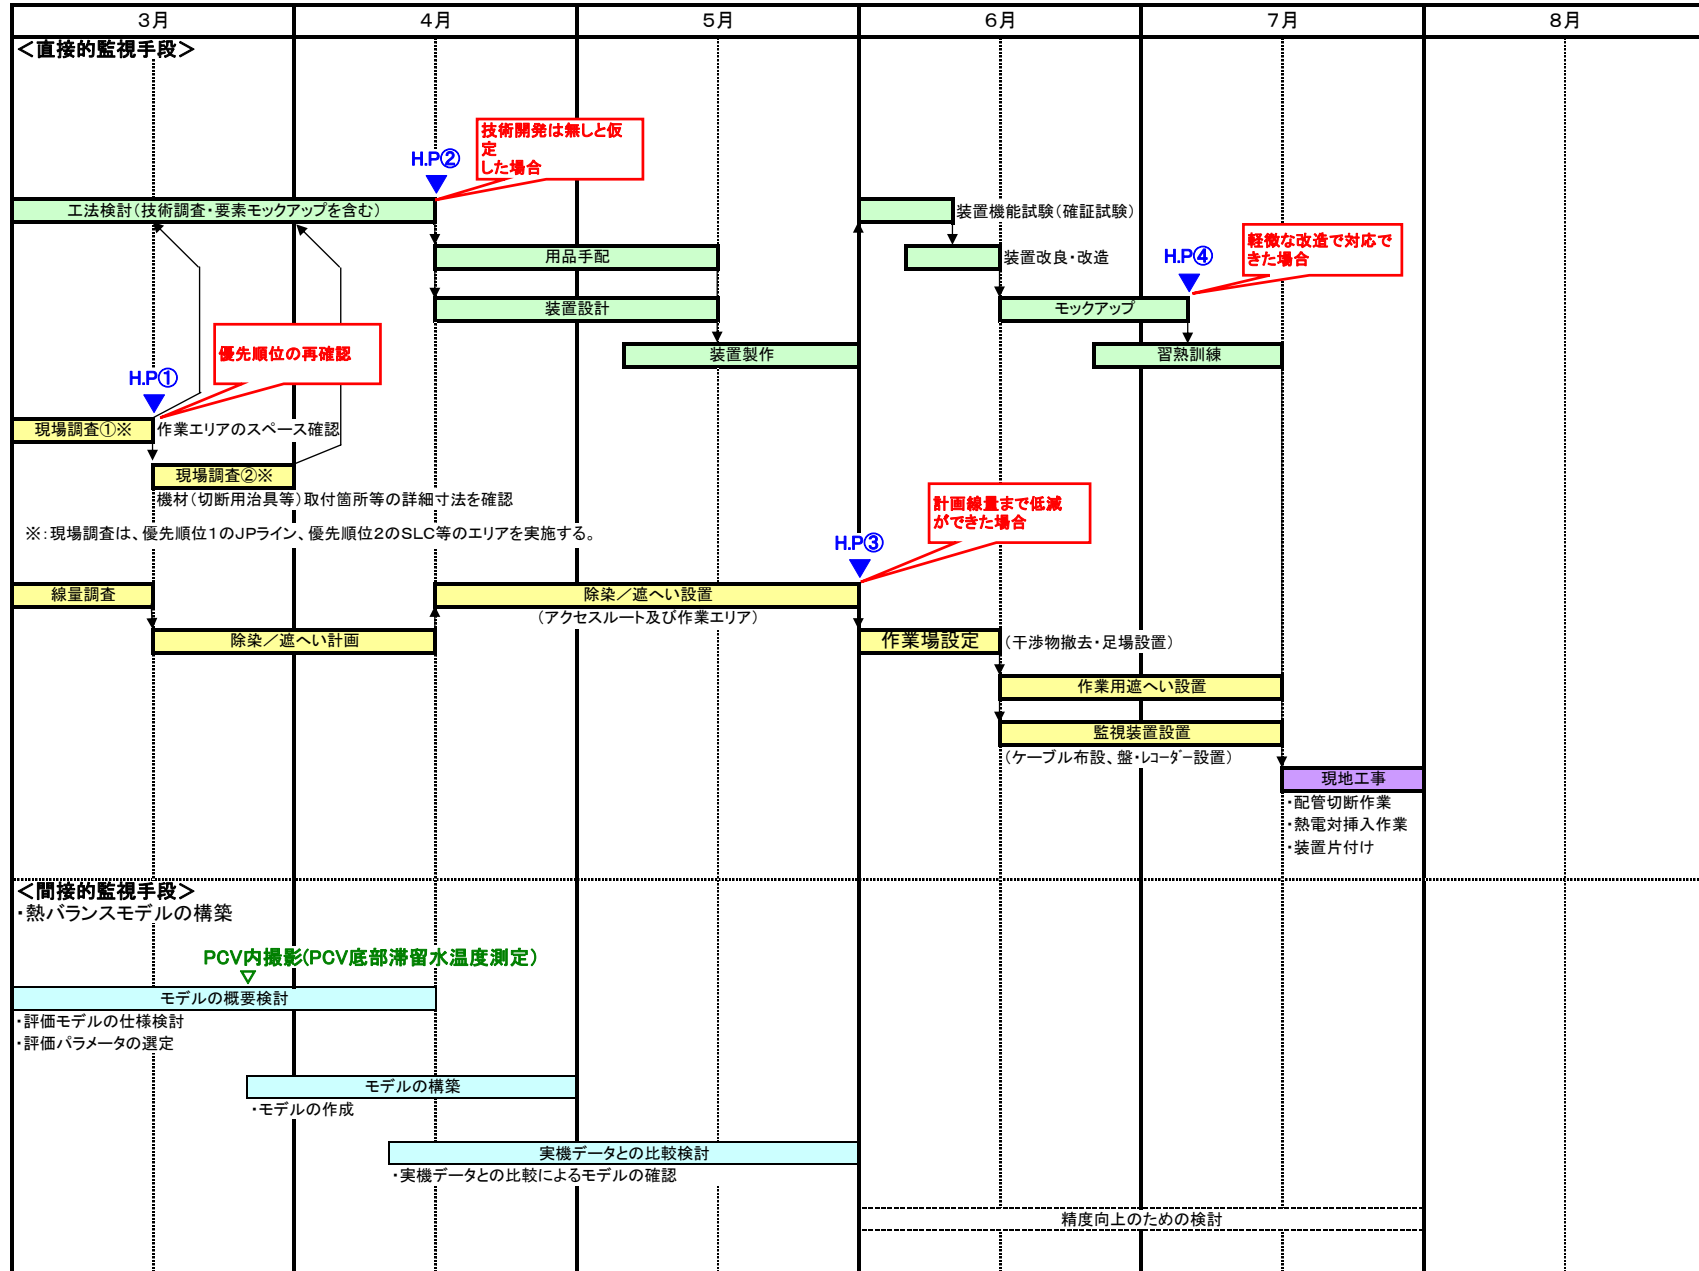 3月 4月 5月 6月 7月 8月
＜直接的監視手段＞
技術開発は無しと仮
定
した場合
H.P②
工法検討(技術調査・要素モックアップを含む)
装置機能試験(確証試験)
軽微な改造で対応で
きた場合
H.P④
用品手配
装置改良・改造
装置設計
モックアップ
優先順位の再確認
装置製作
習熟訓練
H.P①
現場調査①※
作業エリアのスペース確認
現場調査②※
機材(切断用治具等)取付箇所等の詳細寸法を確認
計画線量まで低減
ができた場合
※：現場調査は、優先順位1のJPライン、優先順位2のSLC等のエリアを実施する。
H.P③
線量調査
除染／遮へい設置
(アクセスルート及び作業エリア)
除染／遮へい計画
作業場設定
(干渉物撤去・足場設置)
作業用遮へい設置
監視装置設置
(ケーブル布設、盤・ﾚｺｰﾀﾞｰ設置)
現地工事
・配管切断作業
・熱電対挿入作業
・装置片付け
＜間接的監視手段＞
・熱バランスモデルの構築
PCV内撮影(PCV底部滞留水温度測定)
モデルの概要検討
・評価モデルの仕様検討
・評価パラメータの選定
モデルの構築
・モデルの作成
実機データとの比較検討
・実機データとの比較によるモデルの確認
精度向上のための検討